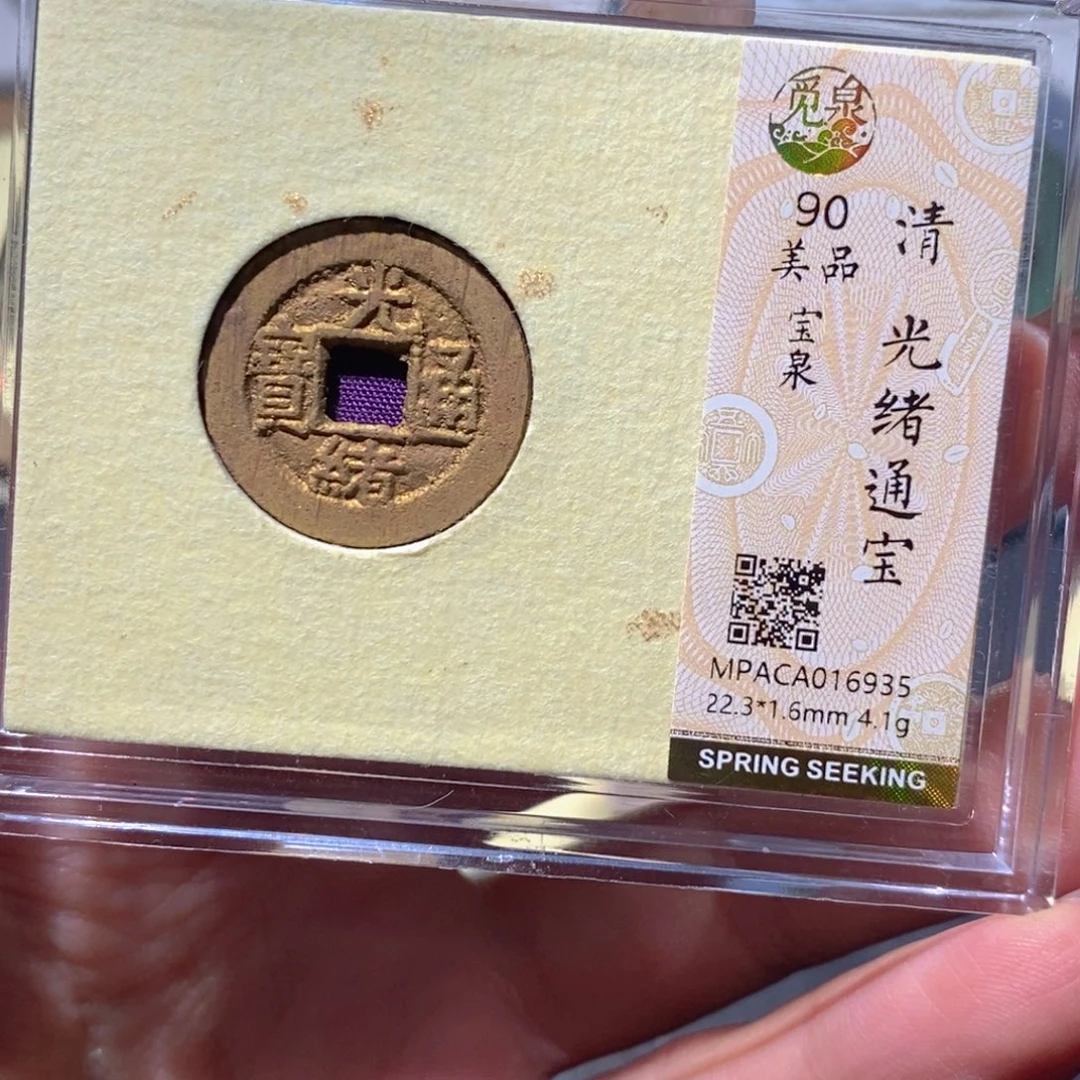 光
緒
通
寶
觅泉
90
美品
宝泉
清
光绪通宝
MPACA016935
22.3*1.6mm 4.1g
SPRING SEEKING